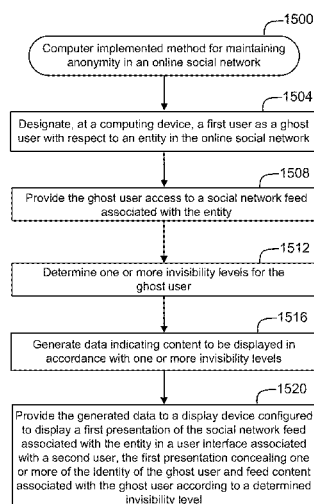 1500
Computer implemented method for maintaining
anonymity in an online social network
1504
Designate, at a computing device, a first user as a ghost
user with respect to an entity in the online social network
1508
Provide the ghost user access to a social network feed
associated with the entity
1512
Determine one or more invisibility levels for the
ghost user
1516
Generate data indicating content to be displayed in
accordance with one or more invisibility levels
1520
Provide the generated data to a display device configured
to display a first presentation of the social network feed
associated with the entity in a user interface associated
with a second user, the first presentation concealing one
or more of the identity of the ghost user and feed content
associated with the ghost user according to a determined
invisibility level